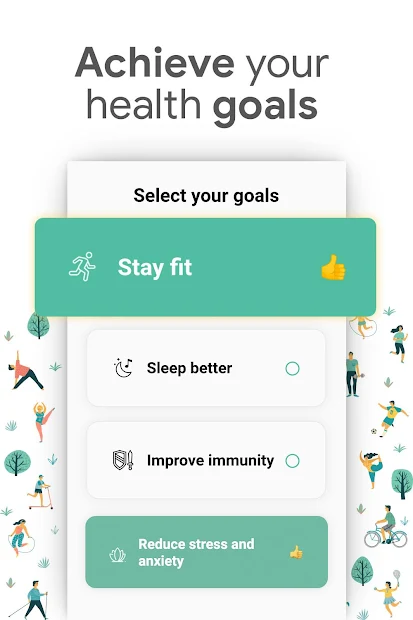 Achieve your
health goals
Select your goals
Stay fit
Sleep better
Improve immunity
Reduce stress and
anxiety